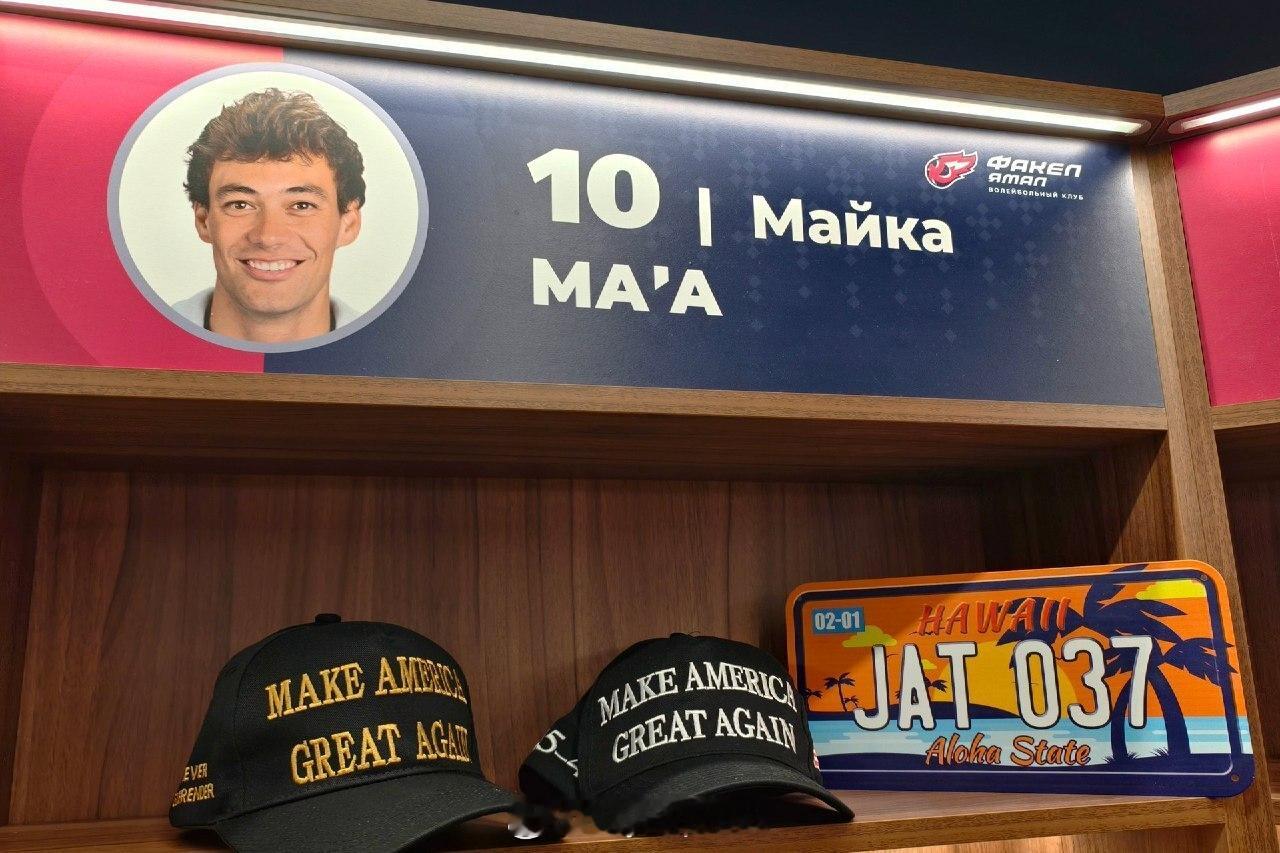 10 | Майка
МА'А
ФАКЕЛ
ЯМАЛ
ВОЛЕЙБОЛЬНЫЙ КЛУБ
MAKE AMERICA
GREAT AGAIN
MAKE AMERICA
GREAT AGAIN
02-01
HAWAII
JAT 037
Aloha State